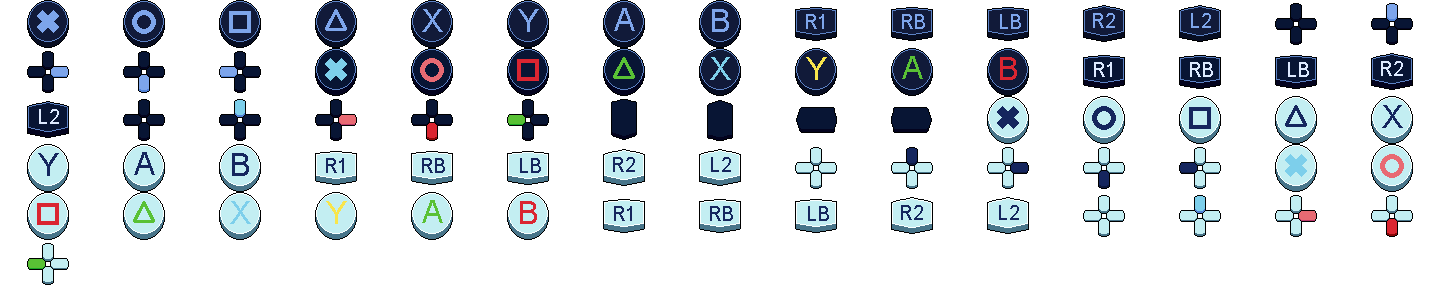 X Y A B R1 RB LB R2 L2
X Y A B R1 RB LB R2
L2 X
Y A B R1 RB LB R2 L2
X Y A B R1 RB LB R2 L2